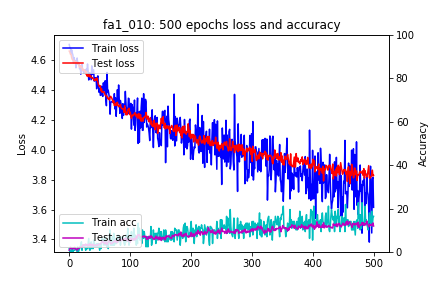 fa1_010: 500 epochs loss and accuracy
Train loss
Test loss
Train acc
Test acc
Loss
4.6
4.4
4.2
4.0
3.8
3.6
3.4
Accuracy
100
80
60
40
20
0
0
100
200
300
400
500